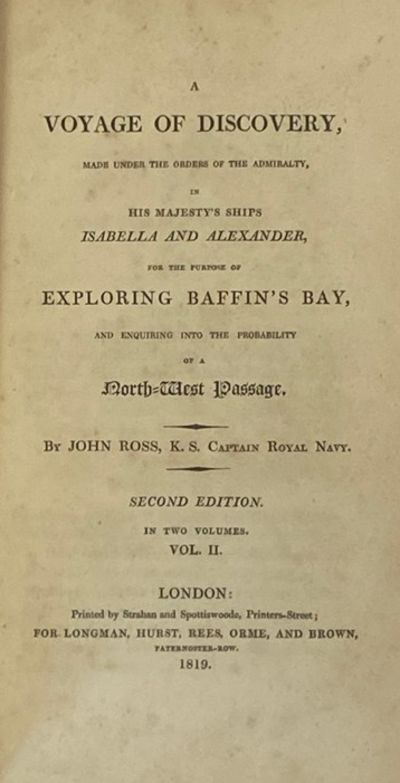 A
VOYAGE OF DISCOVERY,
MADE UNDER THE ORDERS OF THE ADMIRALTY,
IN
HIS MAJESTY'S SHIPS
ISABELLA AND ALEXANDER,
FOR THE PURPOSE OF
EXPLORING BAFFIN'S BAY,
AND ENQUIRING INTO THE PROBABILITY
OF A
North-West Passage.
BY JOHN ROSS, K. S. CAPTAIN ROYAL NAVY.
SECOND EDITION.
IN TWO VOLUMES.
VOL. II.
LONDON:
Printed by Strahan and Spottiswoode, Printers-Street;
FOR LONGMAN, HURST, REES, ORME, AND BROWN,
PATERNOSTER-ROW.
1819.